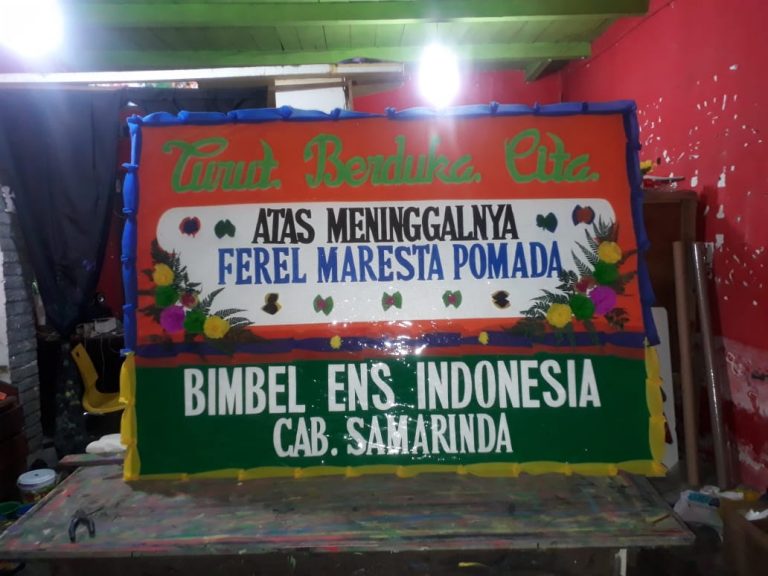 Turut. Berduka. Cita.
ATAS MENINGGALNYA
FEREL MARESTA POMADA
BIMBEL ENS INDONESIA
CAB. SAMARINDA